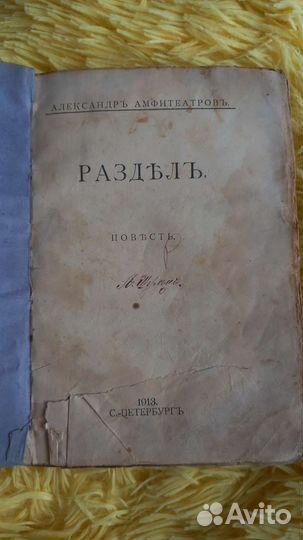 АЛЕКСАНДРЪ АМФИТЕАТРОВЪ.
РАЗДѢЛЪ.
ПОВѢСТЬ.
1913.
С.-ПЕТЕРБУРГЪ
Avito